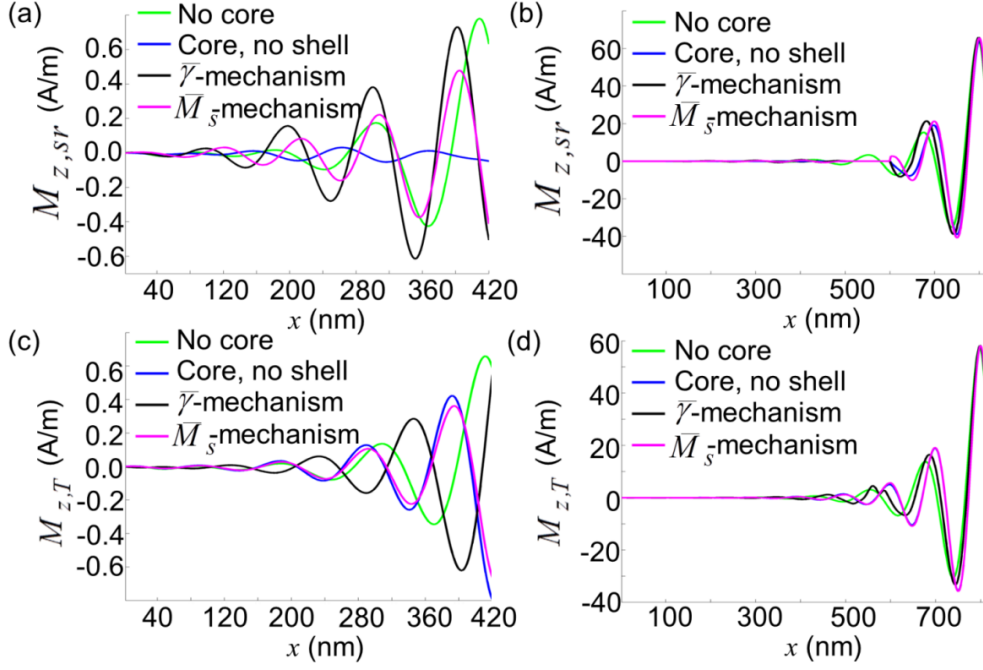 (a)
No core
Core, no shell
γ̄-mechanism
M̄s̄-mechanism
M_{z,sr} (A/m)
0.6
0.4
0.2
0.0
-0.2
-0.4
-0.6
40 120 200 280 360 420
x (nm)
(b)
No core
Core, no shell
γ̄-mechanism
M̄s̄-mechanism
M_{z,sr} (A/m)
60
40
20
0
-20
-40
100 300 500 700
x (nm)
(c)
No core
Core, no shell
γ̄-mechanism
M̄s̄-mechanism
M_{z,T} (A/m)
0.6
0.4
0.2
0.0
-0.2
-0.4
-0.6
40 120 200 280 360 420
x (nm)
(d)
No core
Core, no shell
γ̄-mechanism
M̄s̄-mechanism
M_{z,T} (A/m)
60
40
20
0
-20
-40
100 300 500 700
x (nm)